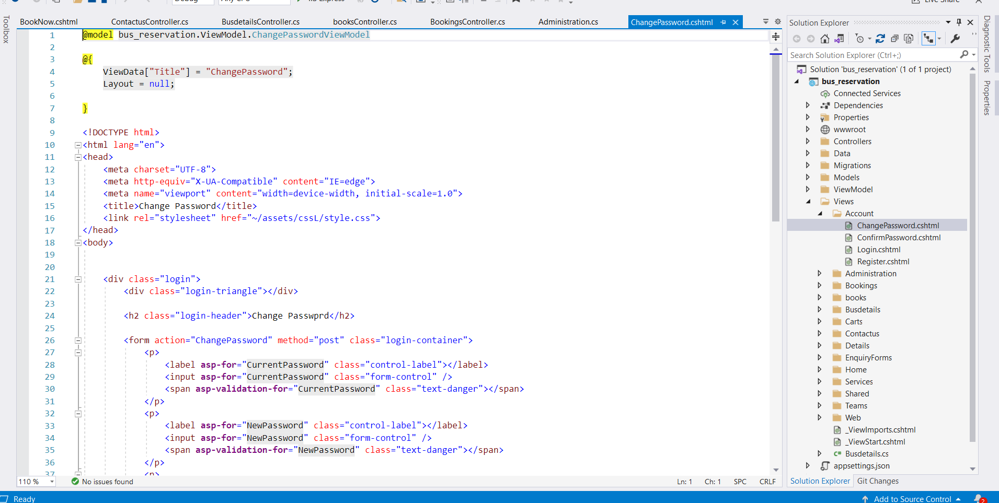 Debug
Any CPU
IIS Express
Live Share
Toolbox
BookNow.cshtml ContactusController.cs BusdetailsController.cs booksController.cs BookingsController.cs Administration.cs ChangePassword.cshtml
1 @model bus_reservation.ViewModel.ChangePasswordViewModel
2
3 @{
4 ViewData["Title"] = "ChangePassword";
5 Layout = null;
6
7 }
8
9 <!DOCTYPE html>
10 <html lang="en">
11 <head>
12 <meta charset="UTF-8">
13 <meta http-equiv="X-UA-Compatible" content="IE=edge">
14 <meta name="viewport" content="width=device-width, initial-scale=1.0">
15 <title>Change Password</title>
16 <link rel="stylesheet" href="~/assets/cssL/style.css">
17 </head>
18 <body>
19
20
21 <div class="login">
22 <div class="login-triangle"></div>
23
24 <h2 class="login-header">Change Passwprd</h2>
25
26 <form action="ChangePassword" method="post" class="login-container">
27 <p>
28 <label asp-for="CurrentPassword" class="control-label"></label>
29 <input asp-for="CurrentPassword" class="form-control" />
30 <span asp-validation-for="CurrentPassword" class="text-danger"></span>
31 </p>
32 <p>
33 <label asp-for="NewPassword" class="control-label"></label>
34 <input asp-for="NewPassword" class="form-control" />
35 <span asp-validation-for="NewPassword" class="text-danger"></span>
36 </p>
37 <p>
110 % No issues found Ln: 1 Ch: 1 SPC CRLF
Solution Explorer
Search Solution Explorer (Ctrl+;)
Solution 'bus_reservation' (1 of 1 project)
bus_reservation
Connected Services
Dependencies
Properties
wwwroot
Controllers
Data
Migrations
Models
ViewModel
Views
Account
ChangePassword.cshtml
ConfirmPassword.cshtml
Login.cshtml
Register.cshtml
Administration
Bookings
books
Busdetails
Carts
Contactus
Details
EnquiryForms
Home
Services
Shared
Teams
Web
_ViewImports.cshtml
_ViewStart.cshtml
C# Busdetails.cs
appsettings.json
Solution Explorer Git Changes
Diagnostic Tools
Properties
Ready Add to Source Control 2